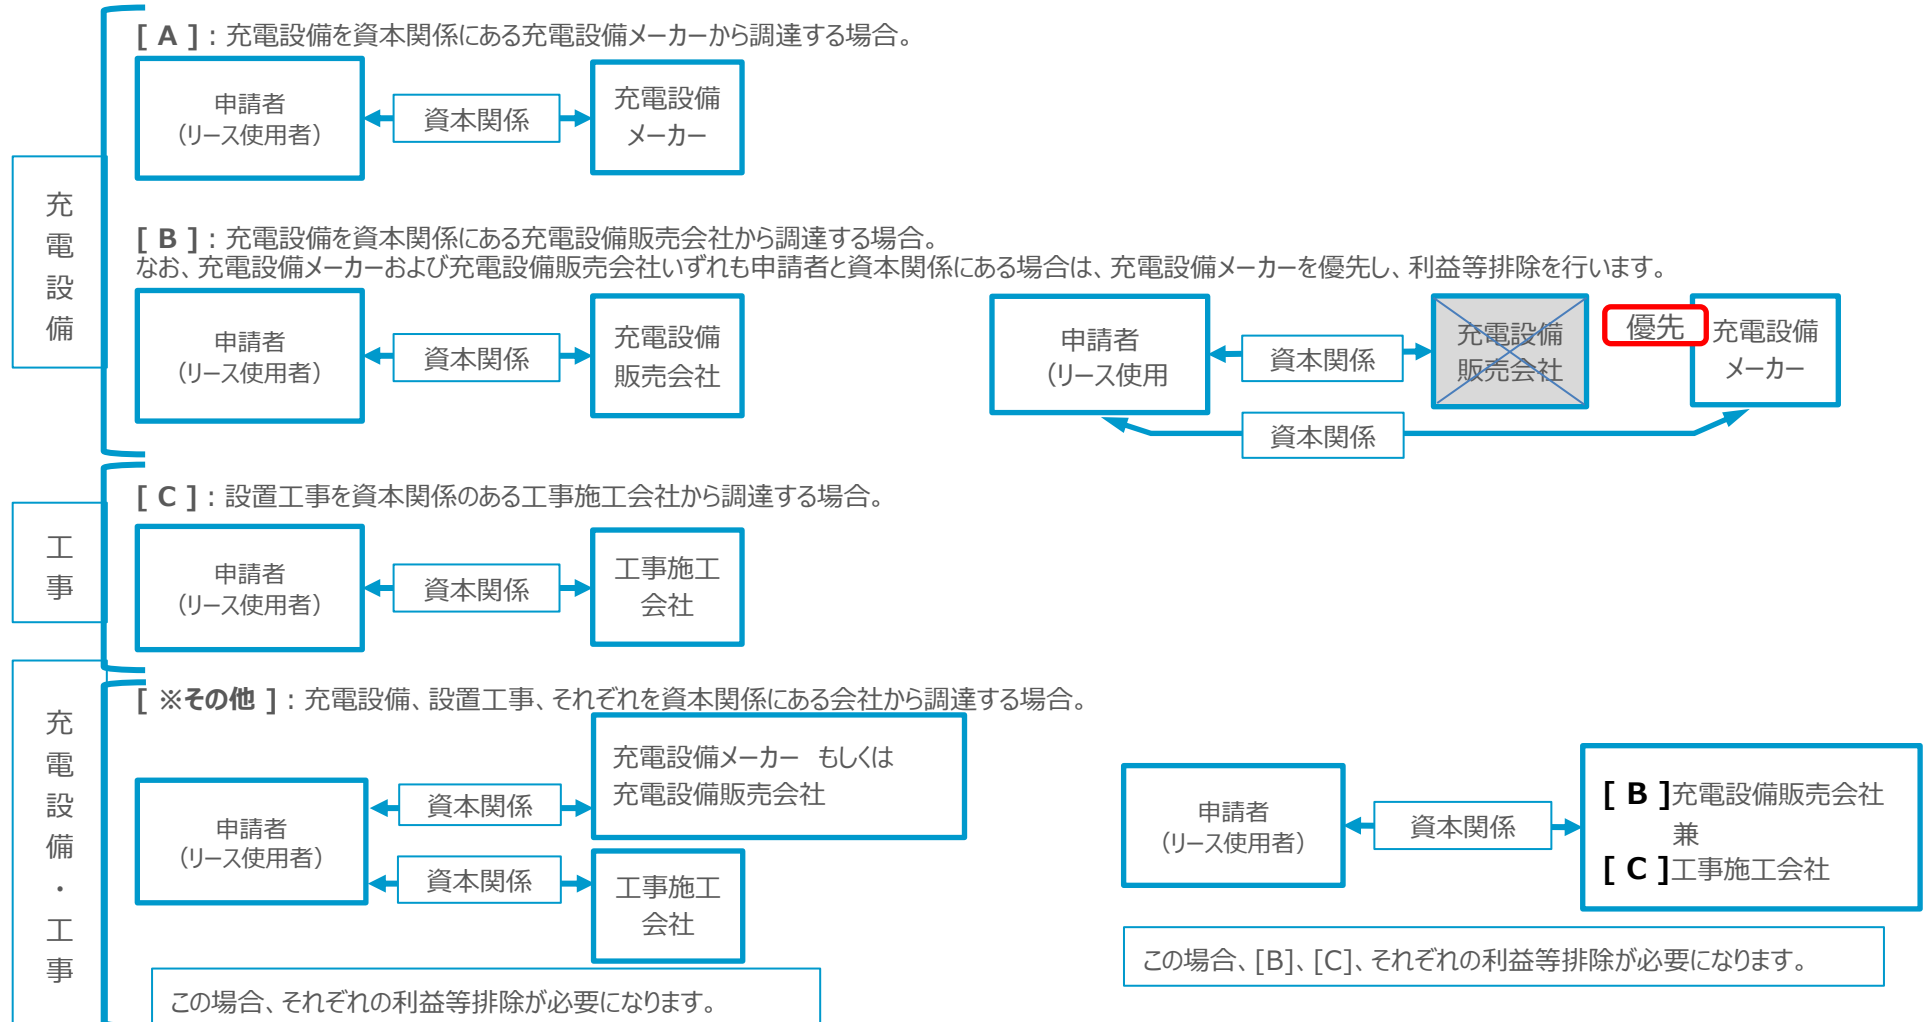 [ A ]：充電設備を資本関係にある充電設備メーカーから調達する場合。
申請者
（リース使用者）
資本関係
充電設備
メーカー
充
電
設
備
[ B ]：充電設備を資本関係にある充電設備販売会社から調達する場合。
なお、充電設備メーカーおよび充電設備販売会社いずれも申請者と資本関係にある場合は、充電設備メーカーを優先し、利益等排除を行います。
申請者
（リース使用者）
資本関係
充電設備
販売会社
申請者
（リース使用
資本関係
充電設備
販売会社
優先
充電設備
メーカー
資本関係
[ C ]：設置工事を資本関係のある工事施工会社から調達する場合。
工
事
申請者
（リース使用者）
資本関係
工事施工
会社
[ ※その他 ]：充電設備、設置工事、それぞれを資本関係にある会社から調達する場合。
充
電
設
備
・
工
事
申請者
（リース使用者）
資本関係
充電設備メーカー もしくは
充電設備販売会社
資本関係
工事施工
会社
この場合、それぞれの利益等排除が必要になります。
申請者
（リース使用者）
資本関係
[ B ]充電設備販売会社
兼
[ C ]工事施工会社
この場合、[B]、[C]、それぞれの利益等排除が必要になります。